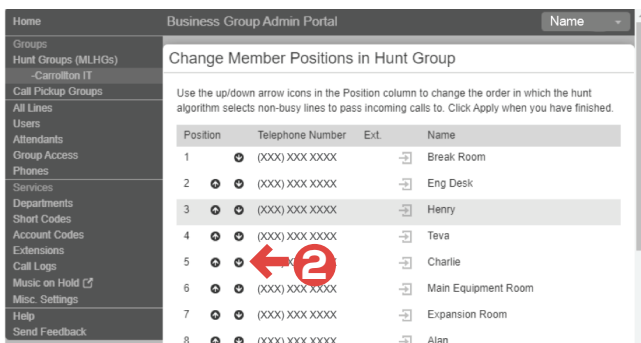 Home
Business Group Admin Portal
Name
Groups
Hunt Groups (MLHGs)
-Carrollton IT
Call Pickup Groups
All Lines
Users
Attendants
Group Access
Phones
Services
Departments
Short Codes
Account Codes
Extensions
Call Logs
Music on Hold
Misc. Settings
Help
Send Feedback
Change Member Positions in Hunt Group
Use the up/down arrow icons in the Position column to change the order in which the hunt
algorithm selects non-busy lines to pass incoming calls to. Click Apply when you have finished.
Position Telephone Number Ext. Name
1 (XXX) XXX XXXX Break Room
2 (XXX) XXX XXXX Eng Desk
3 (XXX) XXX XXXX Henry
4 (XXX) XXX XXXX Teva
5 2 Charlie
6 (XXX) XXX XXXX Main Equipment Room
7 (XXX) XXX XXXX Expansion Room
8 (XXX) XXX XXXX Alan